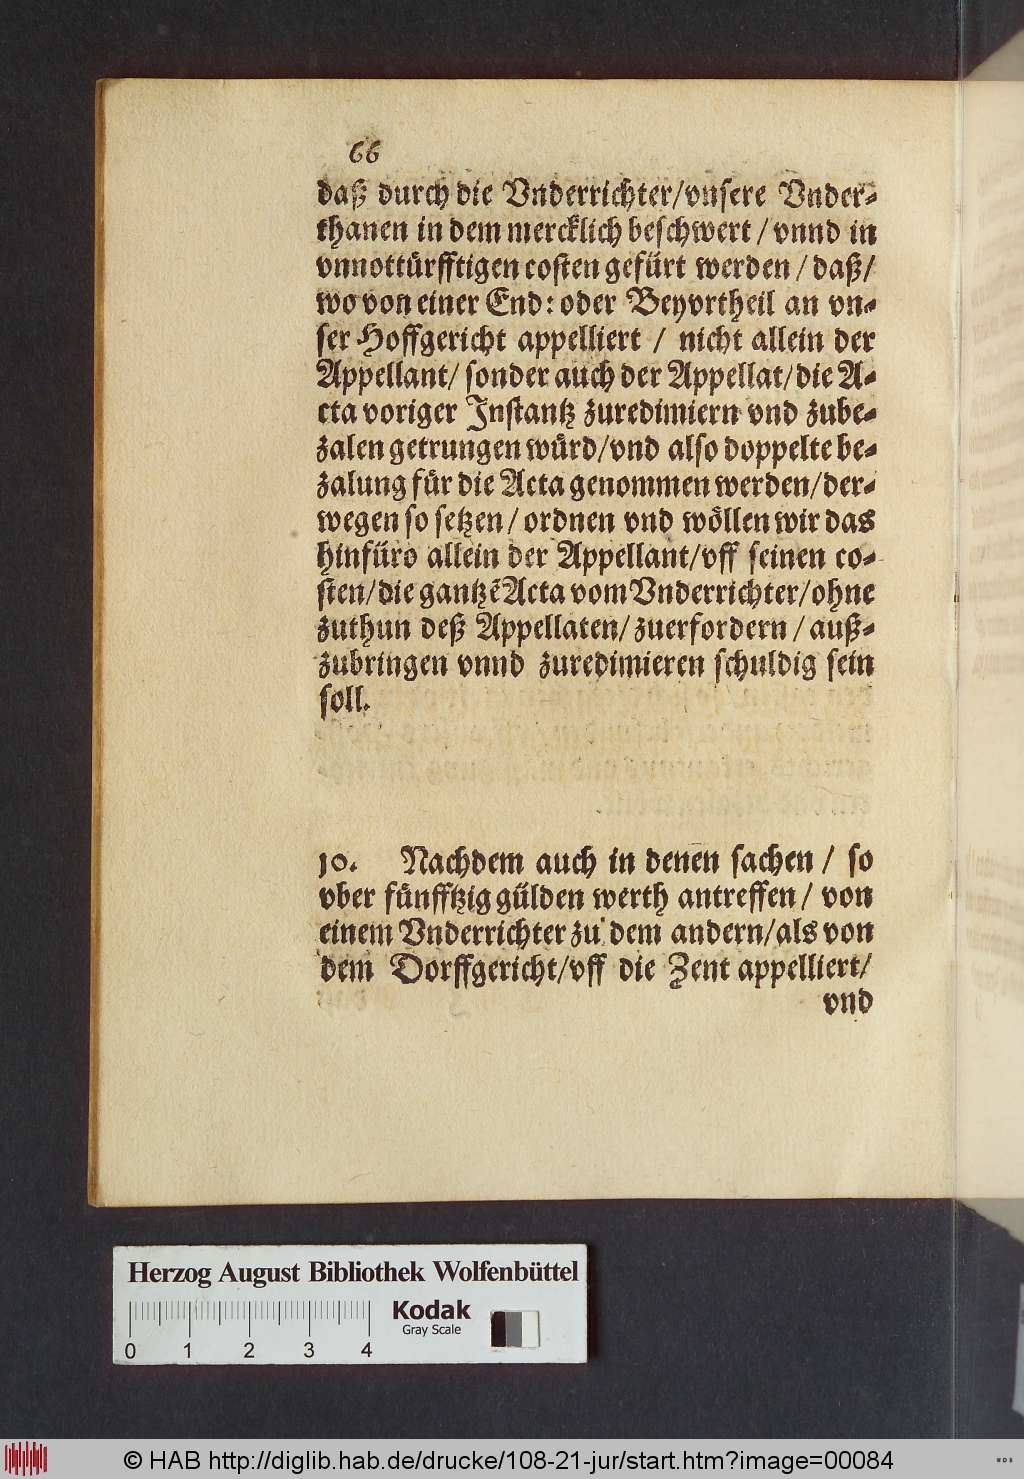 66
daß durch die Vnderrichter/vnsere Vnder-
thanen in dem mercklich beschwert / vnnd in
vnnottürfftigen costen gefürt werden / daß/
wo von einer End: oder Beyvrtheil an vn-
ser Hoffgericht appelliert / nicht allein der
Appellant/ sonder auch der Appellat/die A-
cta voriger Instantz zuredimiern vnd zube-
zalen getrungen würd/vnd also doppelte be-
zalung für die Acta genommen werden/der-
wegen so setzen / ordnen vnd wöllen wir das
hinfüro allein der Appellant/vff seinen co-
sten/die gantzẽ Acta vom Vnderrichter/ohne
zuthun deß Appellaten/zuerfordern / auß-
zubringen vnnd zuredimieren schuldig sein
soll.
10. Nachdem auch in denen sachen / so
vber fünfftzig gülden werth antreffen / von
einem Vnderrichter zu dem andern/als von
dem Dorffgericht/vff die Zent appelliert/
vnd
Herzog August Bibliothek Wolfenbüttel
Kodak
Gray Scale
0 1 2 3 4
© HAB http://diglib.hab.de/drucke/108-21-jur/start.htm?image=00084